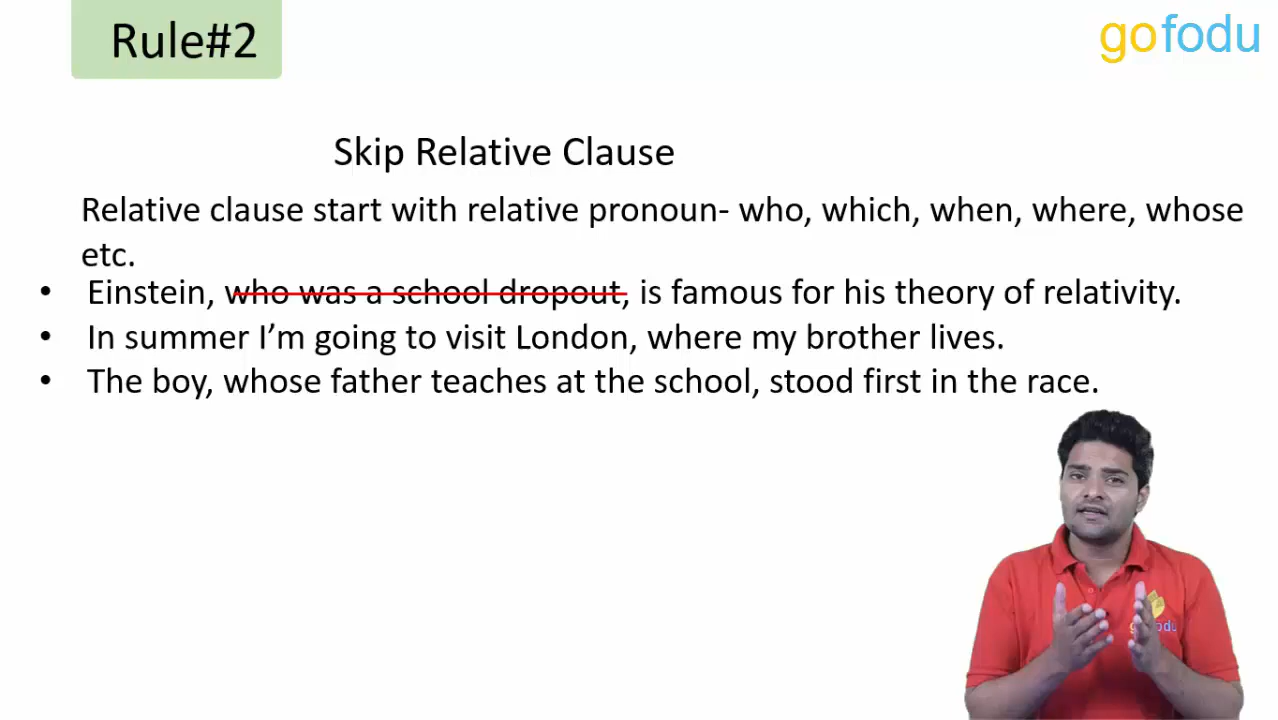 Rule#2
gofodu
Skip Relative Clause
Relative clause start with relative pronoun- who, which, when, where, whose
etc.
• Einstein, who was a school dropout, is famous for his theory of relativity.
• In summer I’m going to visit London, where my brother lives.
• The boy, whose father teaches at the school, stood first in the race.
gofodu